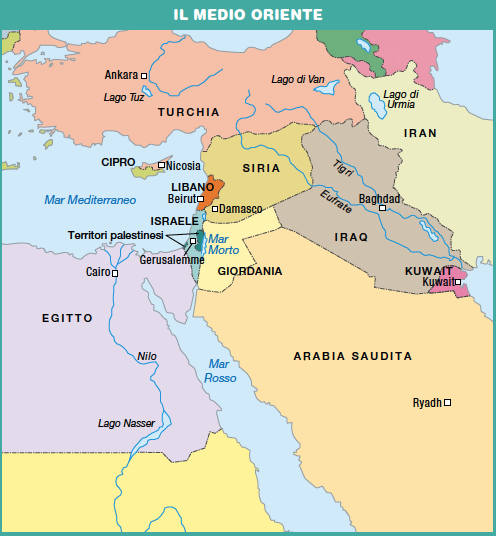 IL MEDIO ORIENTE
Ankara
Lago Tuz
TURCHIA
Lago di Van
Lago di
Urmia
IRAN
CIPRO
Nicosia
SIRIA
Tigri
Mar Mediterraneo
LIBANO
Beirut
Damasco
Eufrate
Baghdad
ISRAELE
Territori palestinesi
Mar
Morto
IRAQ
Gerusalemme
Cairo
GIORDANIA
KUWAIT
Kuwait
EGITTO
Nilo
Mar
Rosso
ARABIA SAUDITA
Ryadh
Lago Nasser